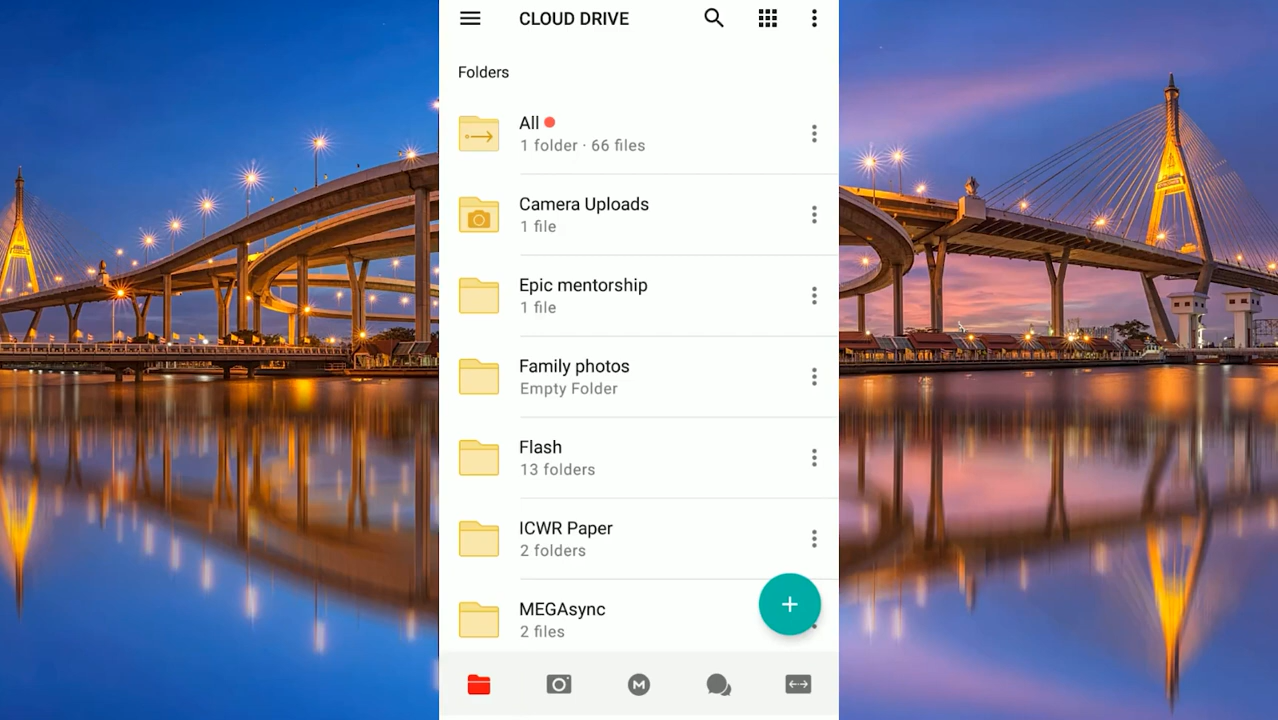 CLOUD DRIVE
Folders
All
1 folder · 66 files
Camera Uploads
1 file
Epic mentorship
1 file
Family photos
Empty Folder
Flash
13 folders
ICWR Paper
2 folders
MEGAsync
2 files
M